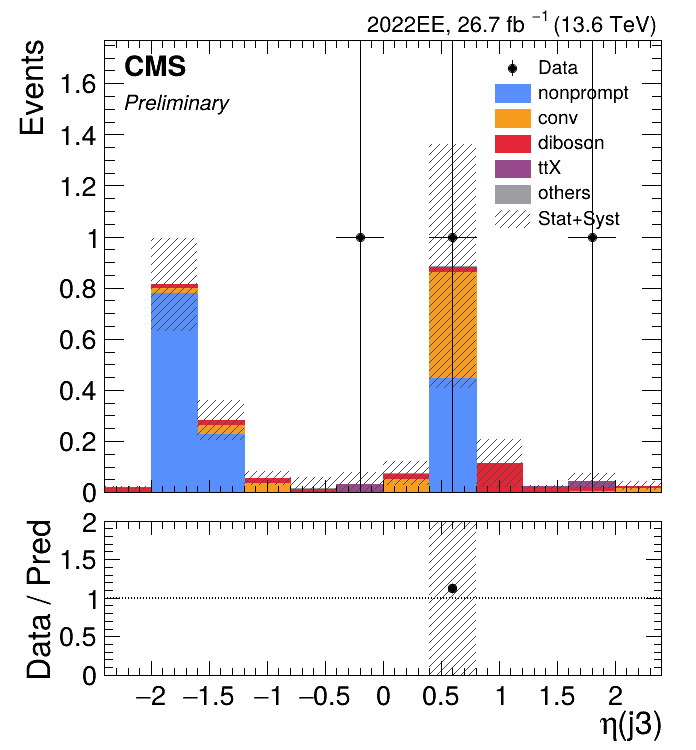 2022EE, 26.7 fb⁻¹ (13.6 TeV)
CMS
Preliminary
Events
Data
nonprompt
conv
diboson
ttX
others
Stat+Syst
1.6
1.4
1.2
1
0.8
0.6
0.4
0.2
0
Data / Pred
2
1.5
1
0.5
0
−2 −1.5 −1 −0.5 0 0.5 1 1.5 2
η(j3)